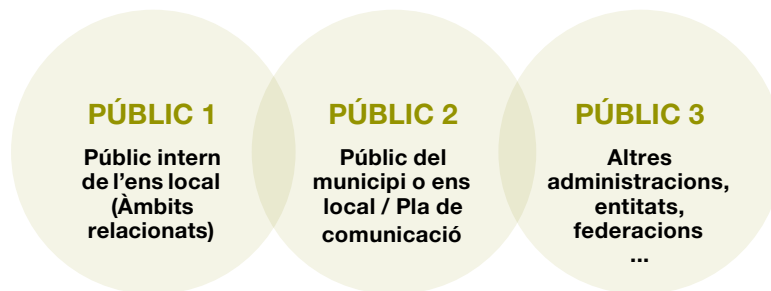 PÚBLIC 1
Públic intern
de l'ens local
(Àmbits
relacionats)
PÚBLIC 2
Públic del
municipi o ens
local / Pla de
comunicació
PÚBLIC 3
Altres
administracions,
entitats,
federacions
...